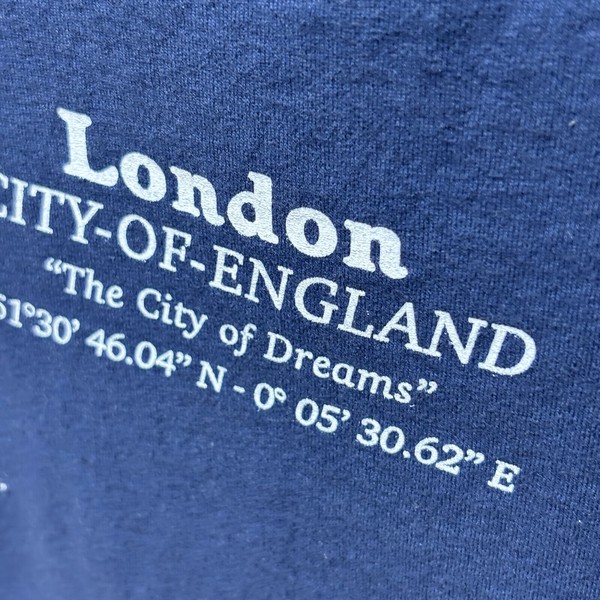 London
CITY-OF-ENGLAND
“The City of Dreams”
51°30’ 46.04” N - 0° 05’ 30.62” E
”